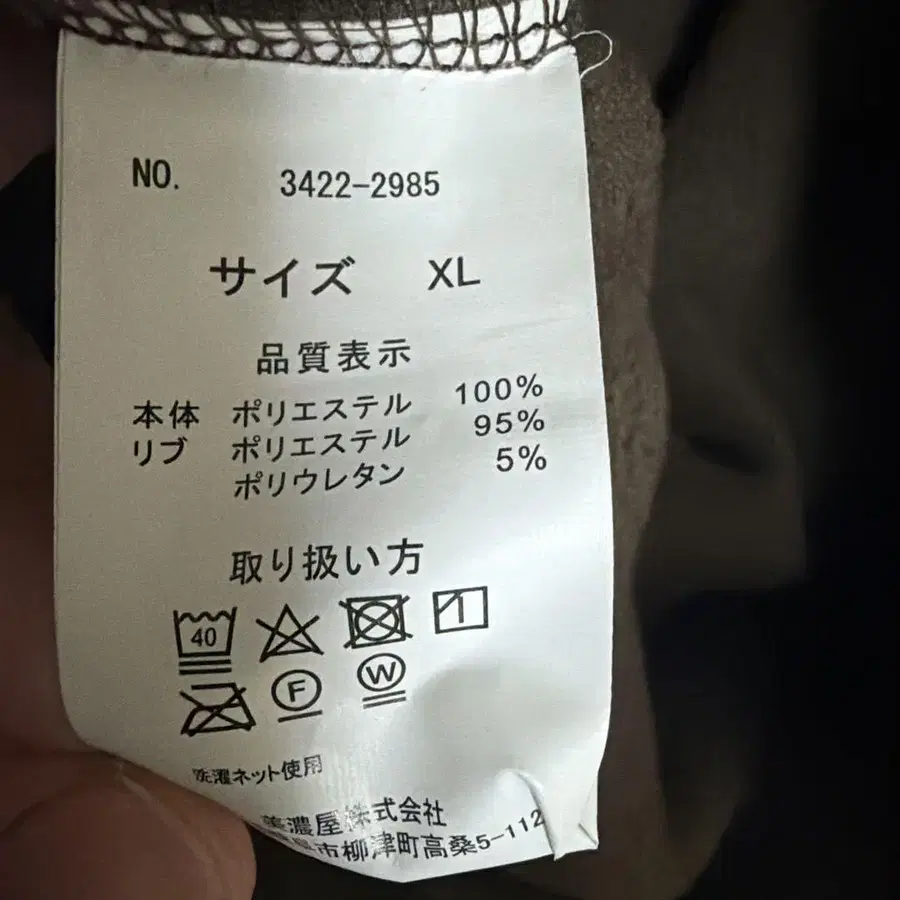 NO. 3422-2985
サイズ XL
品質表示
本体 ポリエステル 100%
リブ ポリエステル 95%
ポリウレタン 5%
取り扱い方
40
F W
洗濯ネット使用
美濃屋株式会社
市柳津町高桑5-112